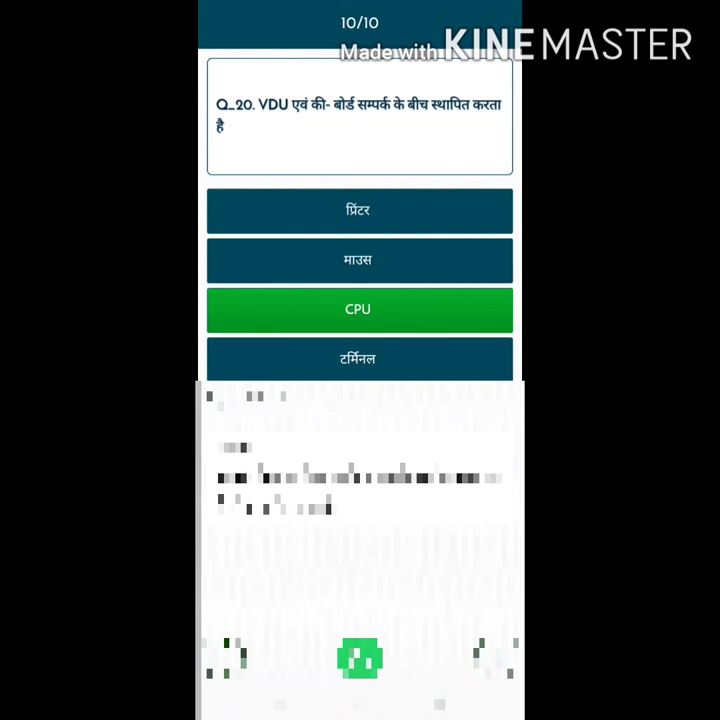 10/10
Made with KINEMASTER
Q_20. VDU एवं की- बोर्ड सम्पर्क के बीच स्थापित करता
है
प्रिंटर
माउस
CPU
टर्मिनल